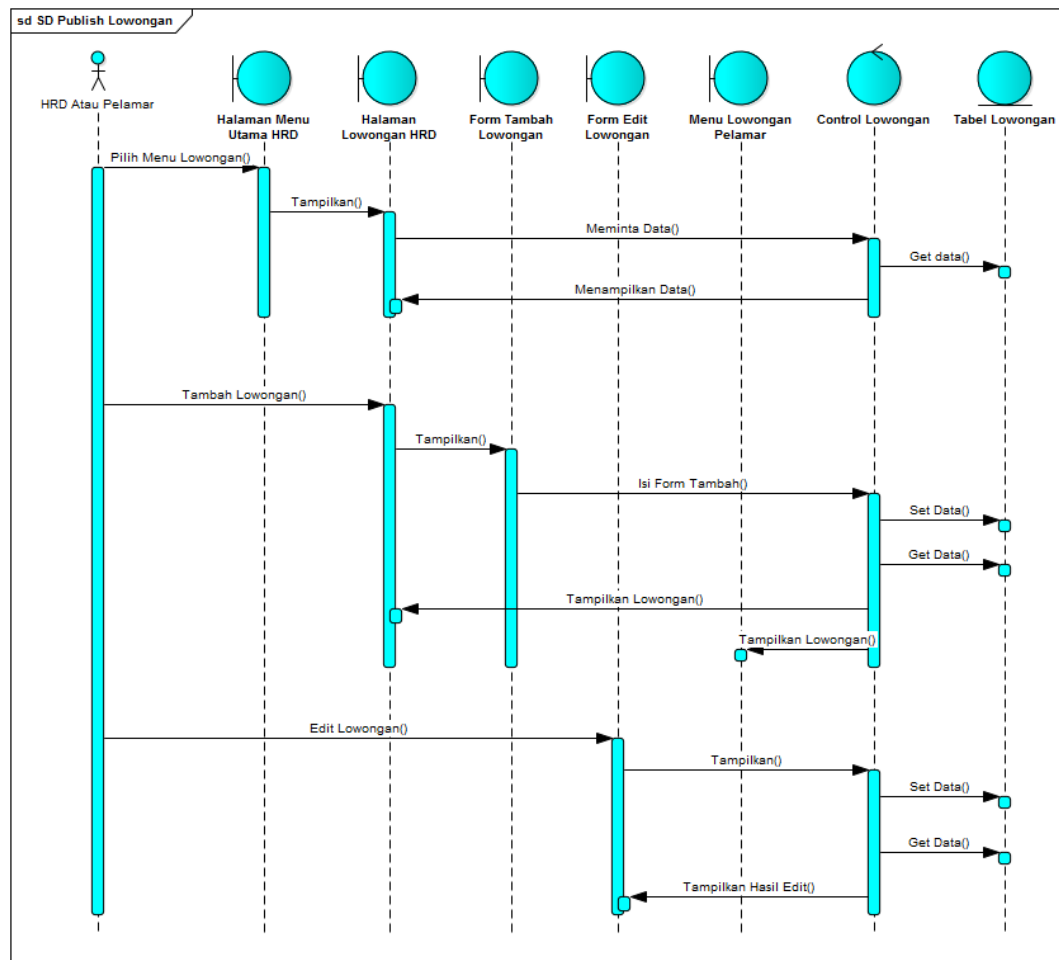 sd SD Publish Lowongan
HRD Atau Pelamar
Halaman Menu
Utama HRD
Halaman
Lowongan HRD
Form Tambah
Lowongan
Form Edit
Lowongan
Menu Lowongan
Pelamar
Control Lowongan
Tabel Lowongan
Pilih Menu Lowongan()
Tampilkan()
Meminta Data()
Get data()
Menampilkan Data()
Tambah Lowongan()
Tampilkan()
Isi Form Tambah()
Set Data()
Get Data()
Tampilkan Lowongan()
Tampilkan Lowongan()
Edit Lowongan()
Tampilkan()
Set Data()
Get Data()
Tampilkan Hasil Edit()